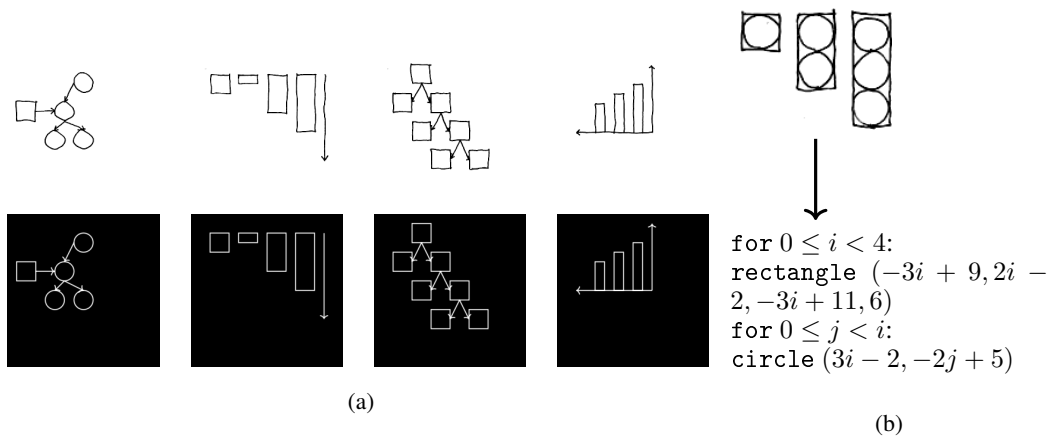 for 0 ≤ i < 4:
rectangle (−3i + 9, 2i −
2, −3i + 11, 6)
for 0 ≤ j < i:
circle (3i − 2, −2j + 5)
(a)
(b)